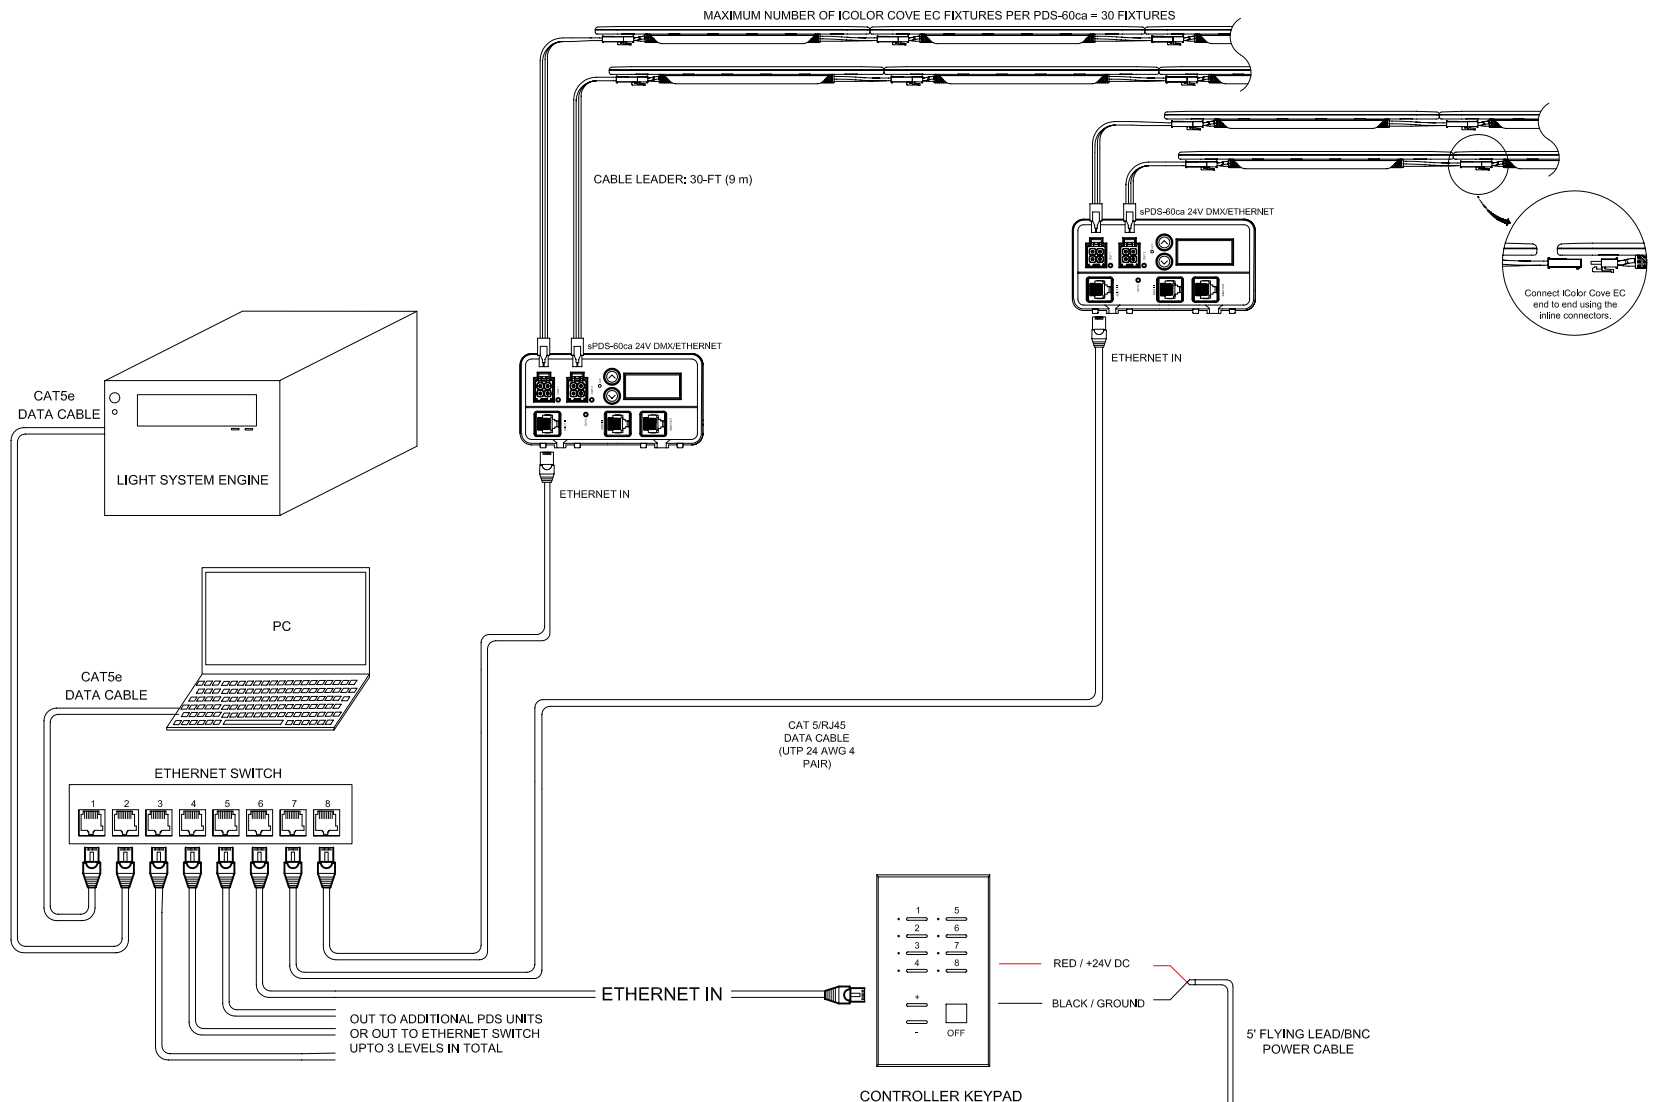 MAXIMUM NUMBER OF ICOLOR COVE EC FIXTURES PER PDS-60ca = 30 FIXTURES
CABLE LEADER: 30-FT (9 m)
sPDS-60ca 24V DMX/ETHERNET
Connect iColor Cove EC
end to end using the
inline connectors.
ETHERNET IN
sPDS-60ca 24V DMX/ETHERNET
ETHERNET IN
CAT5e
DATA CABLE
LIGHT SYSTEM ENGINE
PC
CAT5e
DATA CABLE
CAT 5/RJ45
DATA CABLE
(UTP 24 AWG 4
PAIR)
ETHERNET SWITCH
1 2 3 4 5 6 7 8
1 5
2 6
3 7
4 8
+
-
OFF
RED / +24V DC
BLACK / GROUND
ETHERNET IN
OUT TO ADDITIONAL PDS UNITS
OR OUT TO ETHERNET SWITCH
UPTO 3 LEVELS IN TOTAL
5' FLYING LEAD/BNC
POWER CABLE
CONTROLLER KEYPAD